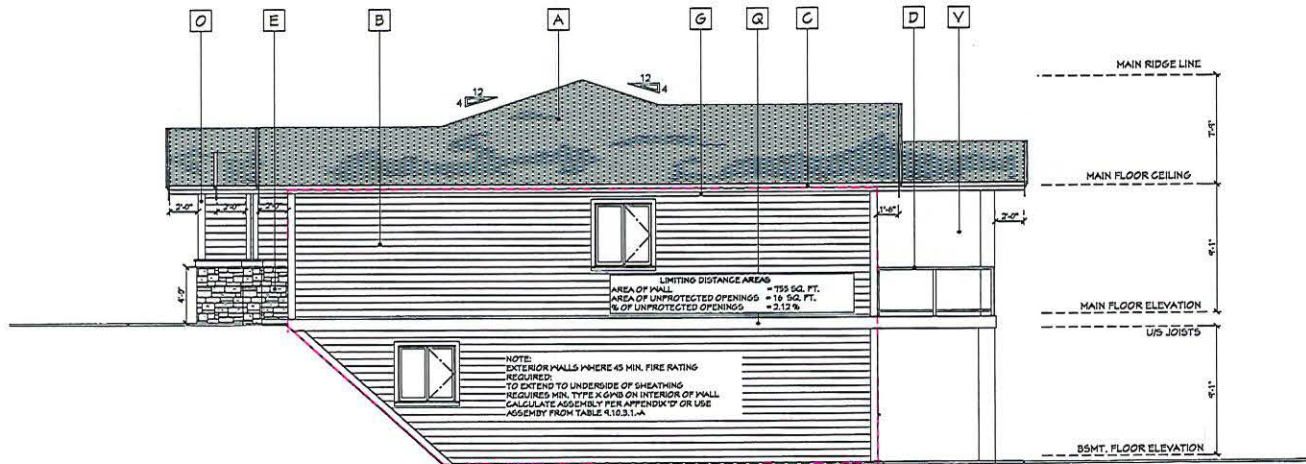 O E B A G Q C D Y
MAIN RIDGE LINE
12 12
4 4
7'-9"
MAIN FLOOR CEILING
2'-0" 2'-0" 2'-0" 1'-6" 2'-0"
9'-1"
4'-0"
LIMITING DISTANCE AREAS
AREA OF WALL = 755 SQ. FT.
AREA OF UNPROTECTED OPENINGS = 16 SQ. FT.
% OF UNPROTECTED OPENINGS = 2.12 %
MAIN FLOOR ELEVATION
U/S JOISTS
NOTE:
EXTERIOR WALLS WHERE 45 MIN. FIRE RATING
REQUIRED:
TO EXTEND TO UNDERSIDE OF SHEATHING
REQUIRES MIN. TYPE X GWB ON INTERIOR OF WALL
CALCULATE ASSEMBLY PER APPENDIX 'D' OR USE
ASSEMBY FROM TABLE 9.10.3.1.-A
9'-1"
BSMT. FLOOR ELEVATION